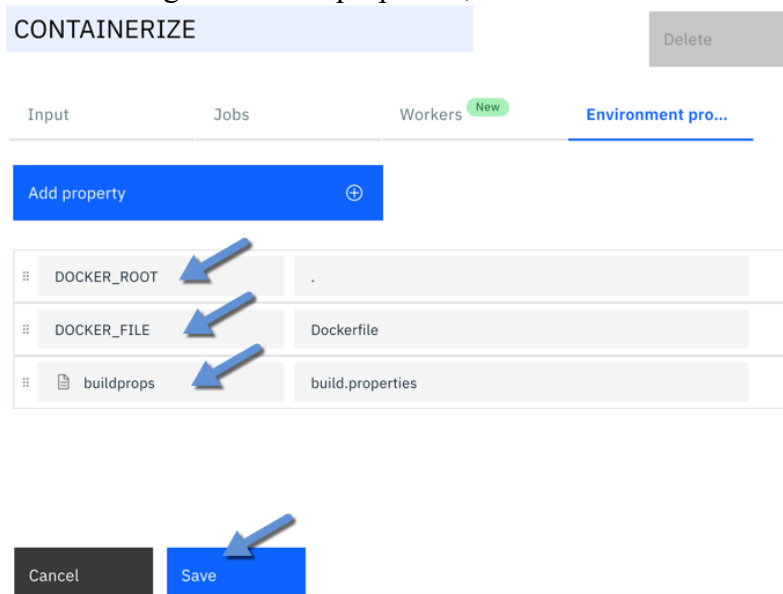 CONTAINERIZE
Delete
Input Jobs Workers New Environment pro...
Add property
DOCKER_ROOT .
DOCKER_FILE Dockerfile
buildprops build.properties
Cancel Save